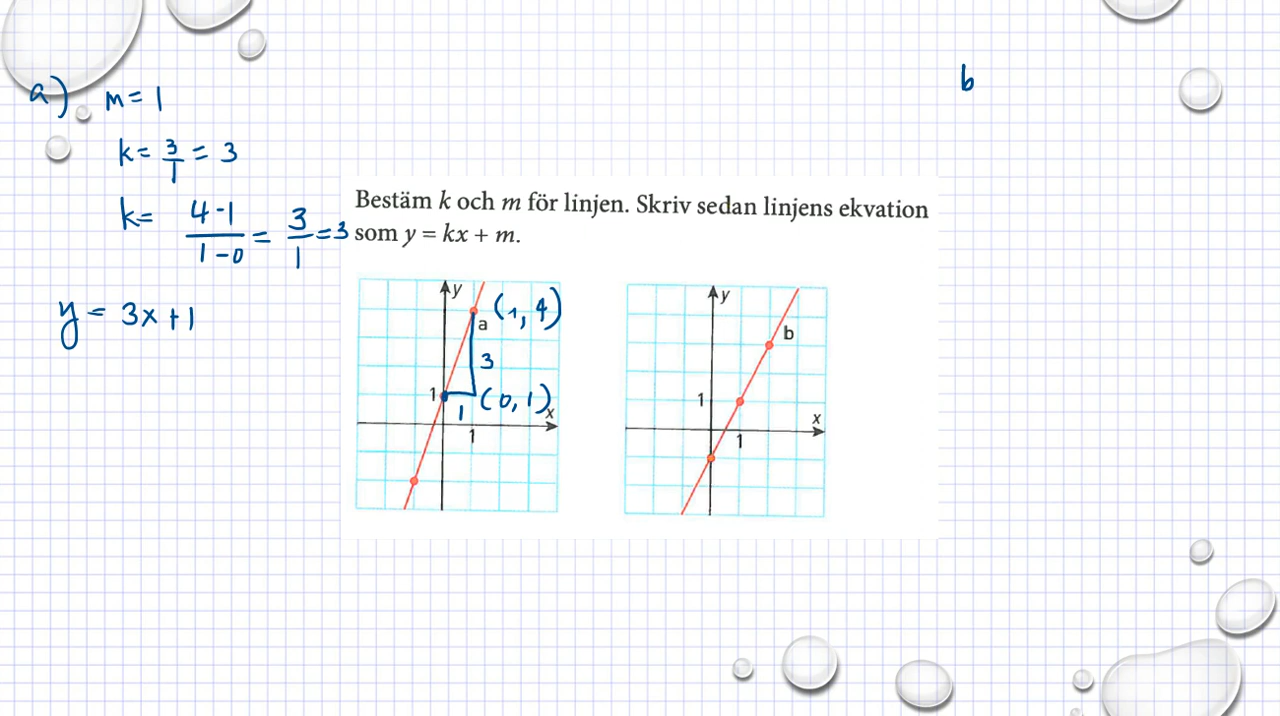 a) m = 1
k = 3/1 = 3
k = 4-1/1-0 = 3/1 = 3
y = 3x + 1
b
Bestäm k och m för linjen. Skriv sedan linjens ekvation
som y = kx + m.
y
(1, 4)
a
3
1
(0, 1)
1
x
1
y
b
1
x
1